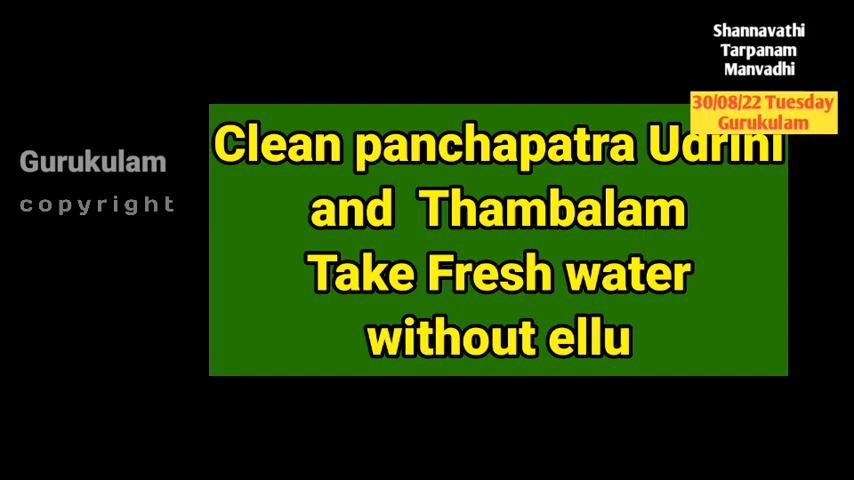 Shannavathi
Tarpanam
Manvadhi
30/08/22 Tuesday
Gurukulam
Gurukulam
copyright
Clean panchapatra Udrini
and Thambalam
Take Fresh water
without ellu